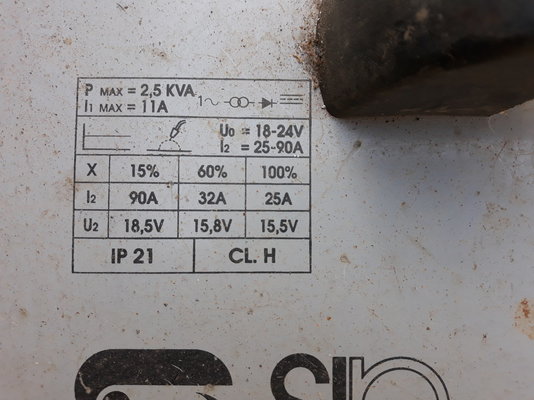 P MAX = 2,5 KVA
I1 MAX = 11A 1~
U0 = 18-24V
I2 = 25-90A
X 15% 60% 100%
I2 90A 32A 25A
U2 18,5V 15,8V 15,5V
IP 21 CL. H